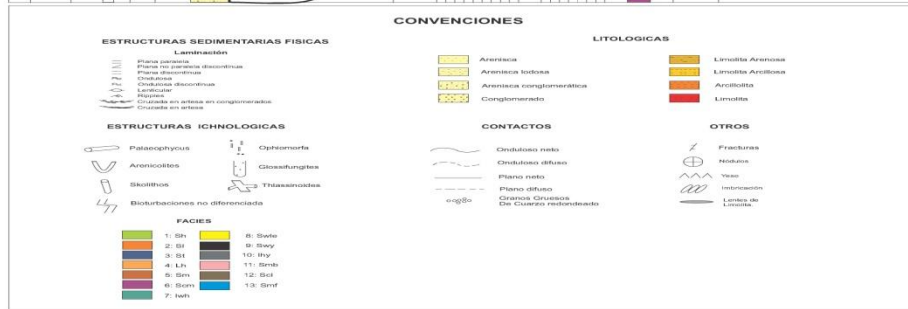 CONVENCIONES
ESTRUCTURAS SEDIMENTARIAS FISICAS
Laminación
Plana paralela
Plana no paralela discontinua
Plana discontinua
Ondulosa
Ondulosa discontinua
Lenticular
Ripples
Cruzada en artesa en conglomerados
Cruzada en artesa
LITOLOGICAS
Arenisca
Arenisca lodosa
Arenisca conglomerática
Conglomerado
Limolita Arenosa
Limolita Arcillosa
Arcillolita
Limolita
ESTRUCTURAS ICHNOLOGICAS
Palaeophycus
Arenicolites
Skolithos
Bioturbaciones no diferenciada
Ophiomorfa
Glossifungites
Thlassinoides
CONTACTOS
Onduloso neto
Onduloso difuso
Plano neto
Plano difuso
Granos Gruesos
De Cuarzo redondeado
OTROS
Fracturas
Nódulos
Yeso
Imbricación
Lentes de
Limolita.
FACIES
1: Sh
2: Sl
3: St
4: Lh
5: Sm
6: Som
7: Iwh
8: Swle
9: Swy
10: Ihy
11: Smb
12: Scl
13: Smf